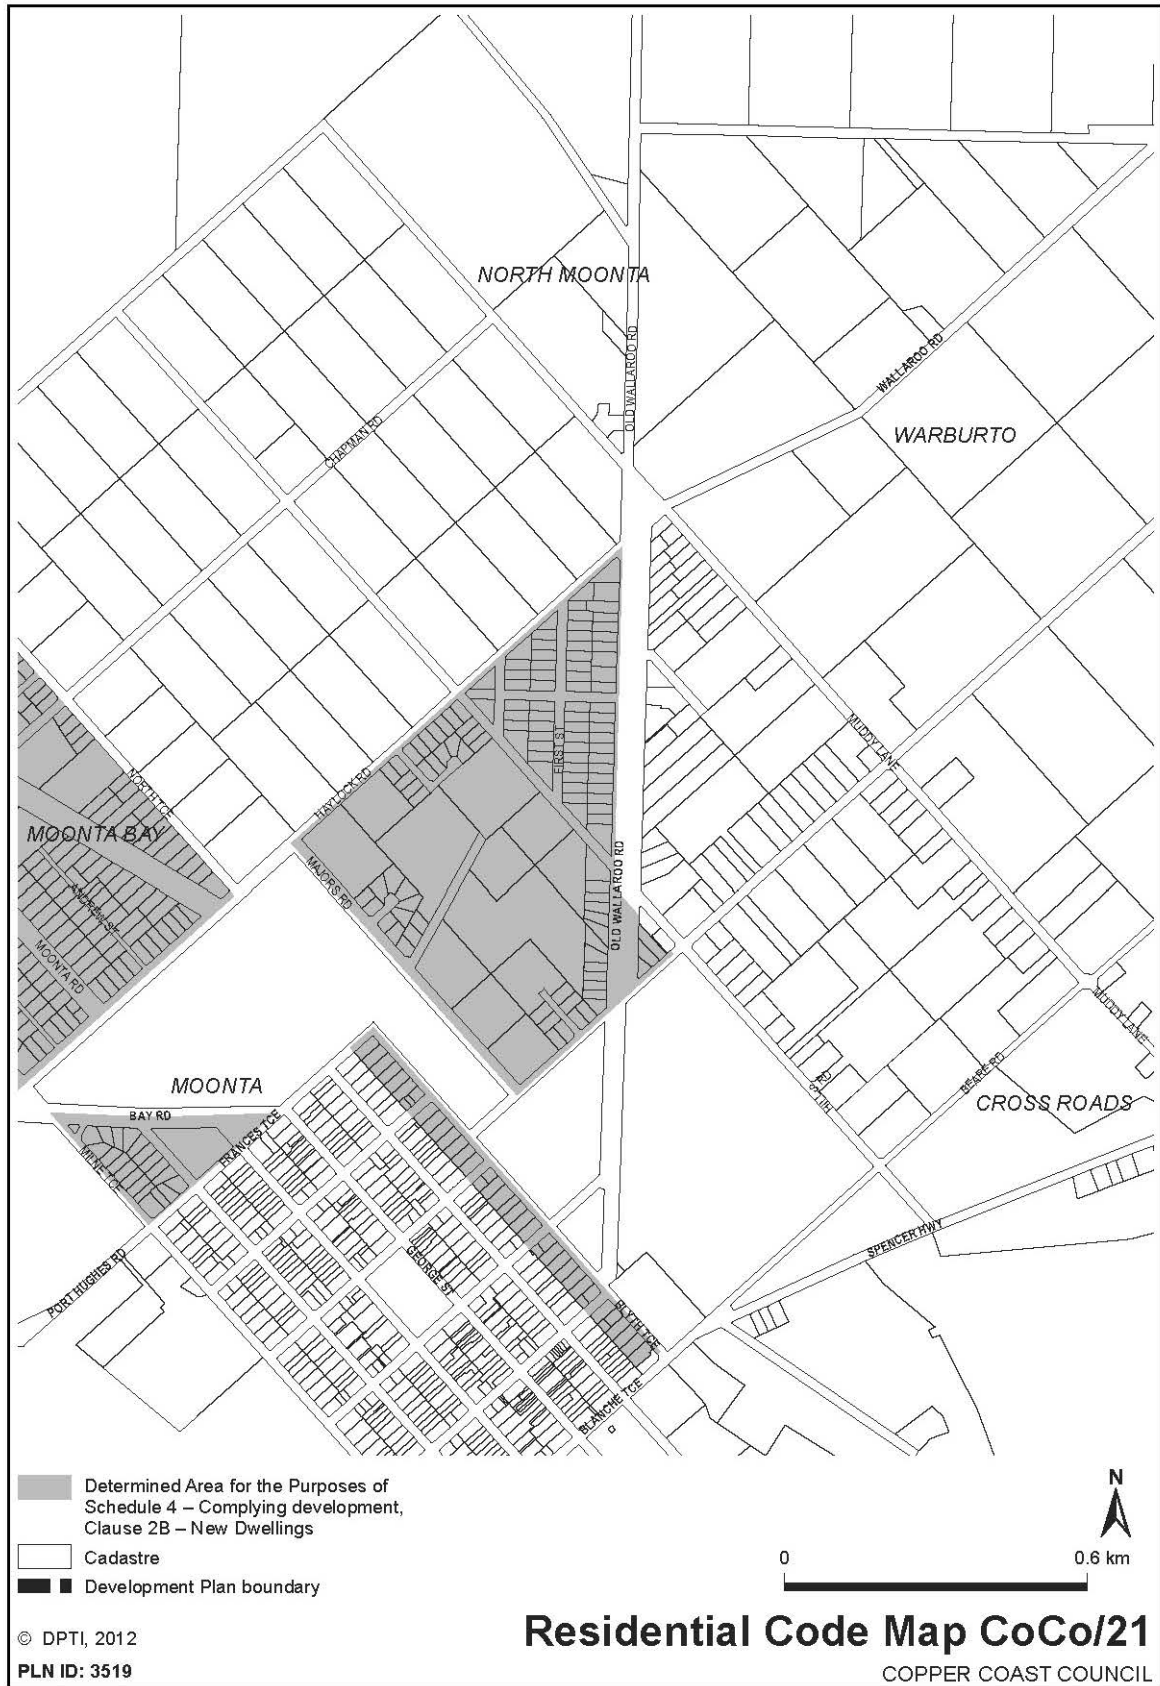 NORTH MOONTA
OLD WALLAROO RD
WALLAROO RD
WARBURTO
CHAPMAN RD
MUDDY LANE
FIRST ST
HAYLOCK RD
NORTH TCE
MOONTA BAY
MAJORS RD
ANDREW ST
OLD WALLAROO RD
MOONTA RD
MUDDY LANE
HILLS RD
BEARE RD
MOONTA
CROSS ROADS
BAY RD
FRANCES TCE
MILNE TCE
SPENCER HWY
PORT HUGHES RD
GEORGE ST
BLYTH TCE
BLANCHE TCE
Determined Area for the Purposes of
Schedule 4 – Complying development,
Clause 2B – New Dwellings
Cadastre
Development Plan boundary
N
0 0.6 km
© DPTI, 2012
PLN ID: 3519
Residential Code Map CoCo/21
COPPER COAST COUNCIL